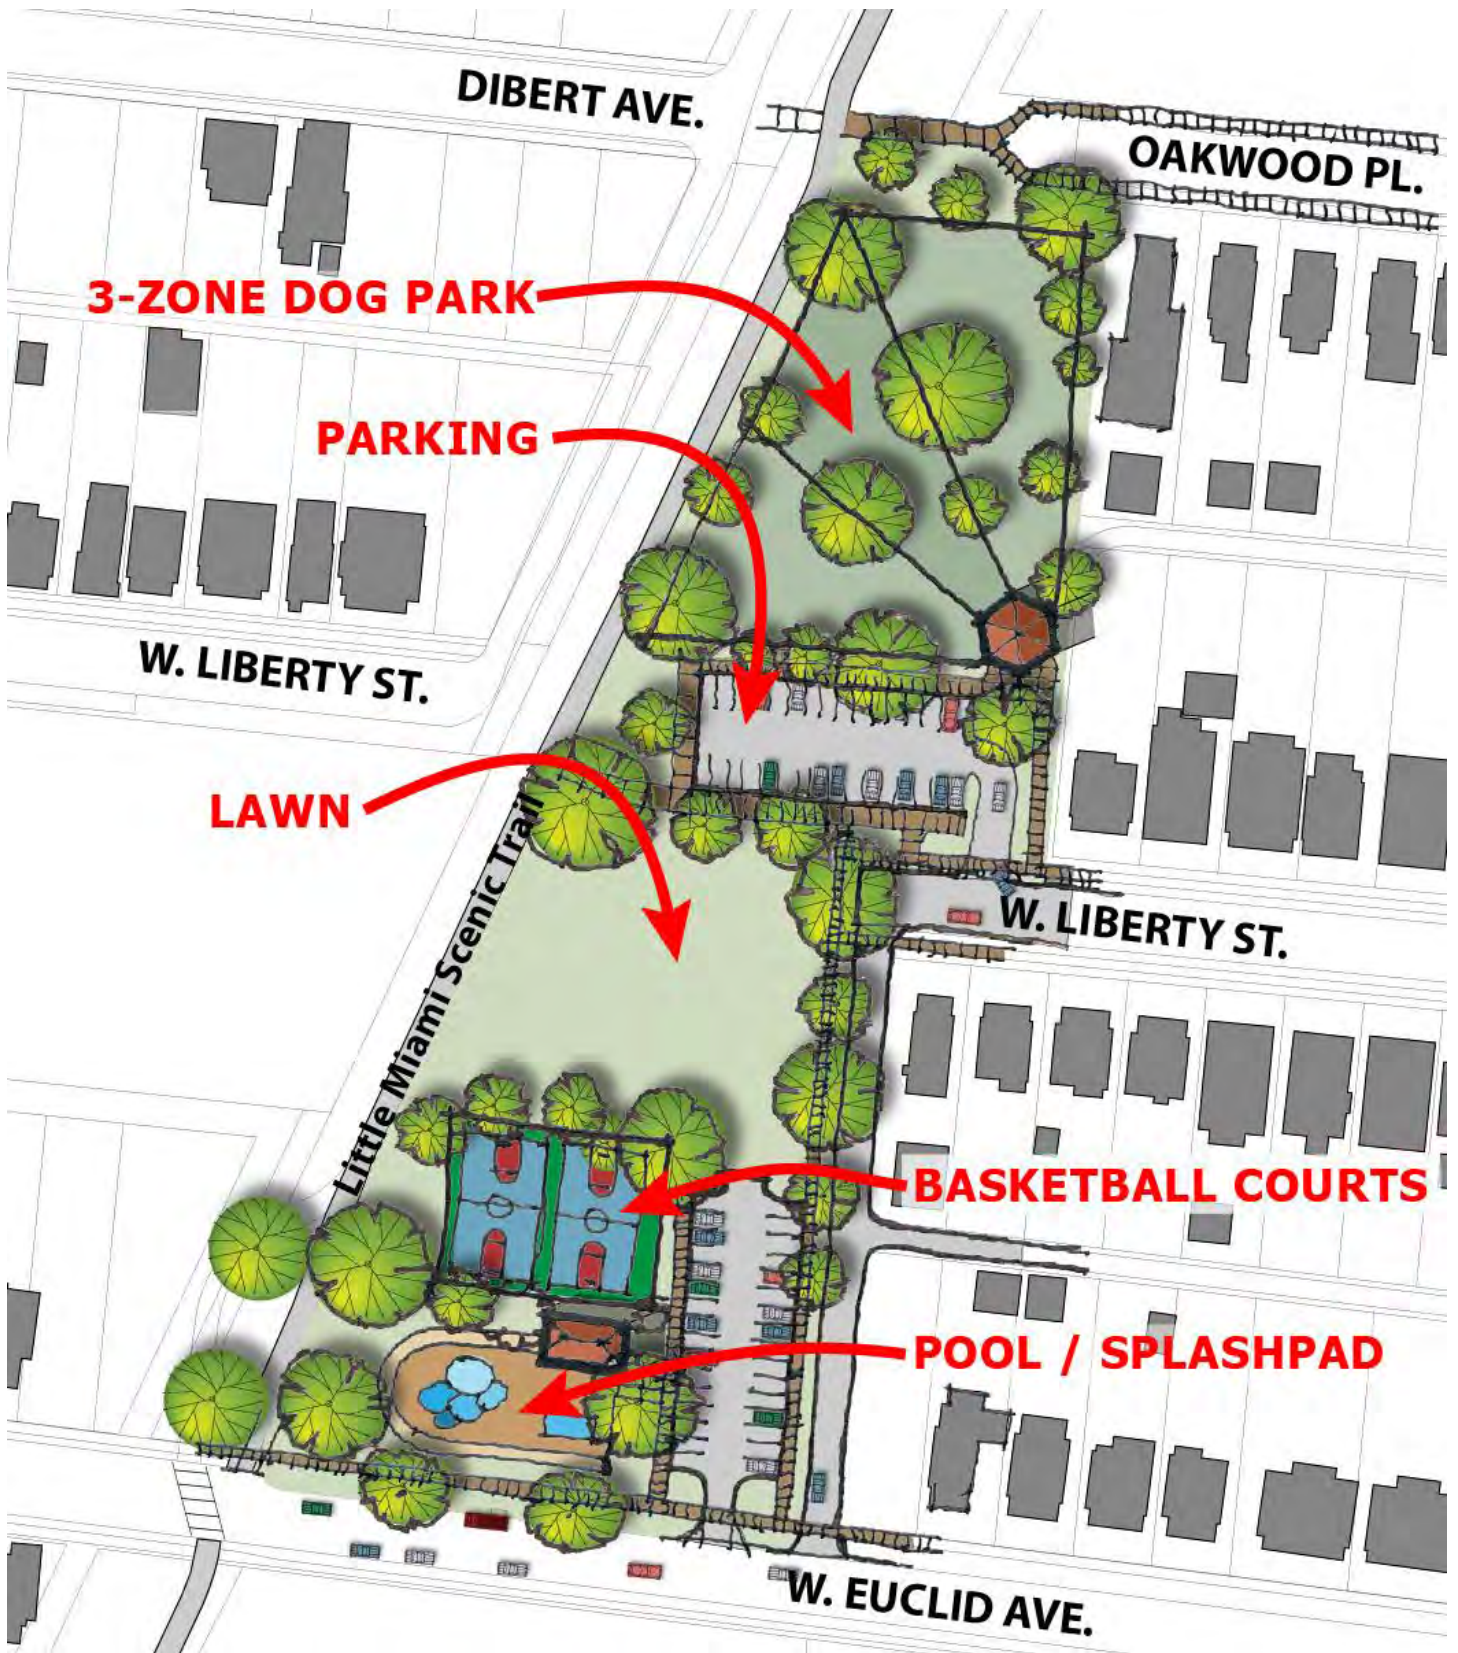 DIBERT AVE.
OAKWOOD PL.
3-ZONE DOG PARK
PARKING
W. LIBERTY ST.
LAWN
W. LIBERTY ST.
Little Miami Scenic Trail
BASKETBALL COURTS
POOL / SPLASHPAD
W. EUCLID AVE.